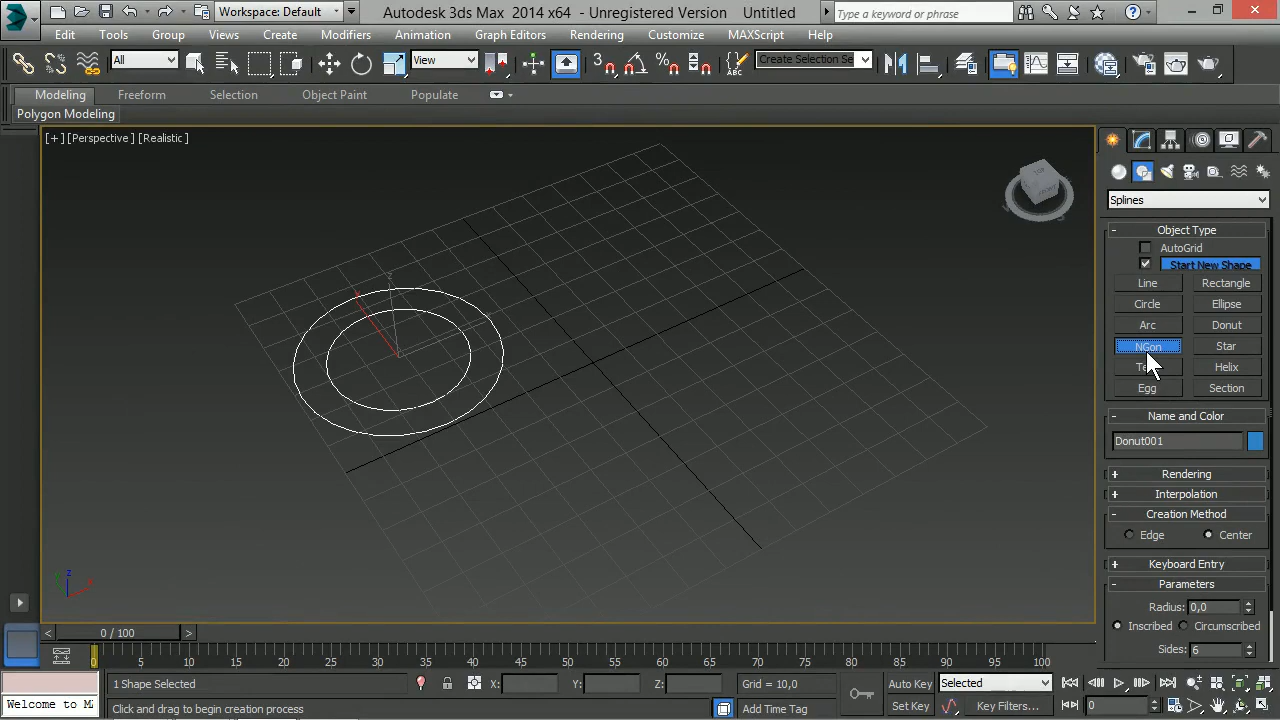 Workspace: Default
Autodesk 3ds Max 2014 x64 - Unregistered Version Untitled
Type a keyword or phrase
Edit Tools Group Views Create Modifiers Animation Graph Editors Rendering Customize MAXScript Help
All View 3 Create Selection Se
Modeling Freeform Selection Object Paint Populate
Polygon Modeling
[+] [Perspective] [Realistic]
Splines
- Object Type
AutoGrid
Start New Shape
Line Rectangle
Circle Ellipse
Arc Donut
NGon Star
Helix
Egg Section
- Name and Color
Donut001
+ Rendering
+ Interpolation
- Creation Method
Edge Center
+ Keyboard Entry
- Parameters
Radius: 0,0
Inscribed Circumscribed
Sides: 6
z
x
z
x
< 0 / 100 >
0 5 10 15 20 25 30 35 40 45 50 55 60 65 70 75 80 85 90 95 100
1 Shape Selected X: Y: Z: Grid = 10,0 Auto Key Selected
Welcome to M Click and drag to begin creation process Add Time Tag Set Key Key Filters... 0